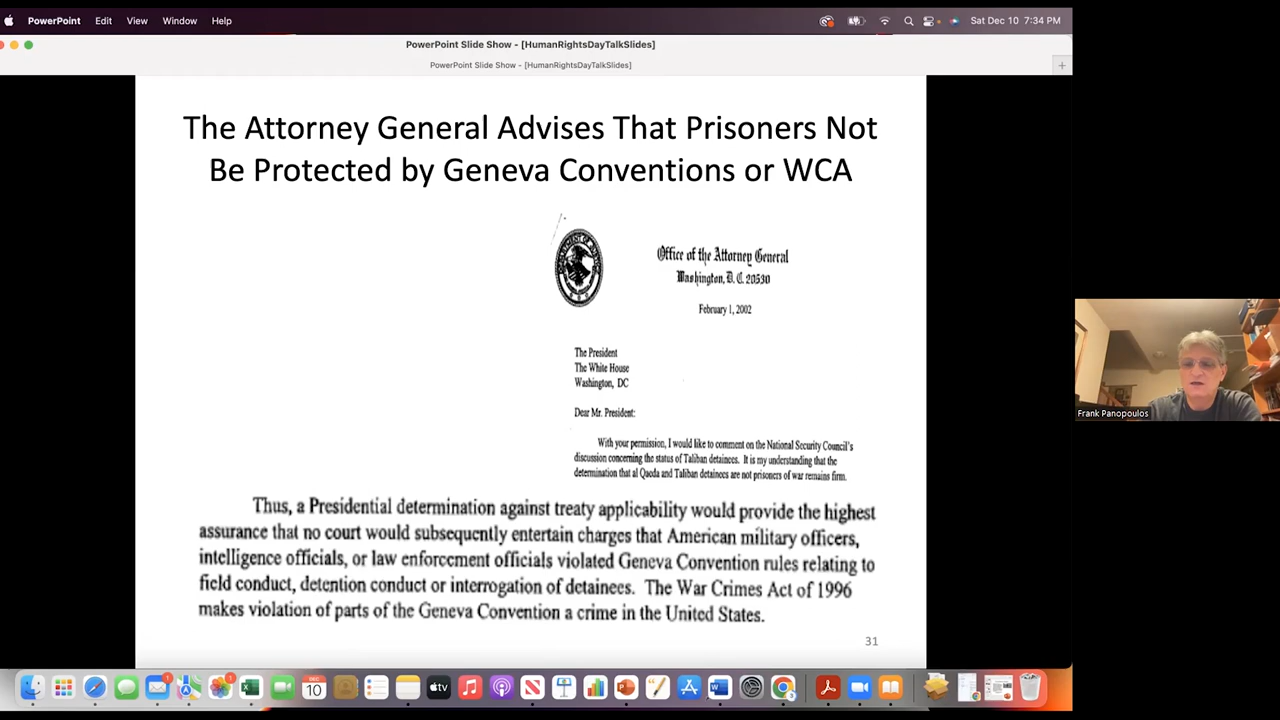 PowerPoint Edit View Window Help Sat Dec 10 7:34 PM
PowerPoint Slide Show - [HumanRightsDayTalkSlides]
PowerPoint Slide Show - [HumanRightsDayTalkSlides]
The Attorney General Advises That Prisoners Not
Be Protected by Geneva Conventions or WCA
Office of the Attorney General
Washington, D.C. 20530
February 1, 2002
The President
The White House
Washington, DC
Dear Mr. President:
With your permission, I would like to comment on the National Security Council's
discussion concerning the status of Taliban detainees. It is my understanding that the
determination that al Qaeda and Taliban detainees are not prisoners of war remains firm.
Thus, a Presidential determination against treaty applicability would provide the highest
assurance that no court would subsequently entertain charges that American military officers,
intelligence officials, or law enforcement officials violated Geneva Convention rules relating to
field conduct, detention conduct or interrogation of detainees. The War Crimes Act of 1996
makes violation of parts of the Geneva Convention a crime in the United States.
31
Frank Panopoulos
1
1
DEC
10
tv